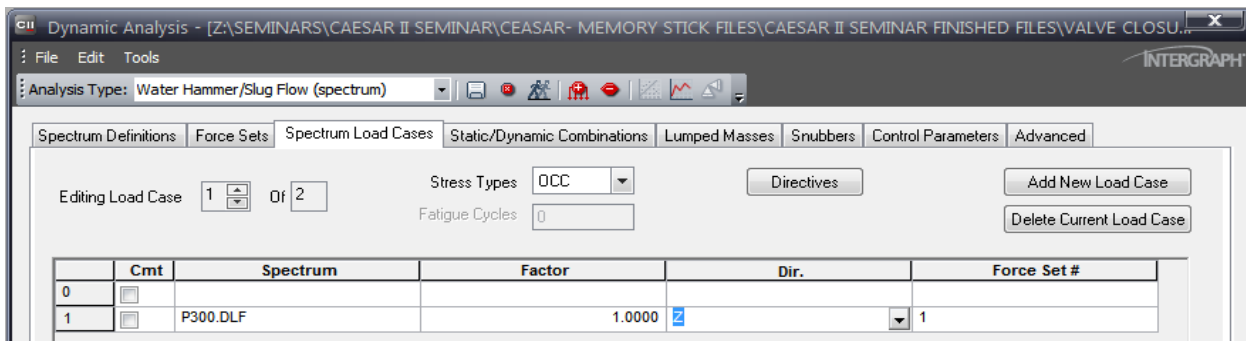 CII Dynamic Analysis - [Z:\SEMINARS\CAESAR II SEMINAR\CEASAR- MEMORY STICK FILES\CAESAR II SEMINAR FINISHED FILES\VALVE CLOSU... X
File Edit Tools INTERGRAPH
Analysis Type: Water Hammer/Slug Flow (spectrum)
Spectrum Definitions Force Sets Spectrum Load Cases Static/Dynamic Combinations Lumped Masses Snubbers Control Parameters Advanced
Editing Load Case 1 Of 2 Stress Types OCC Directives Add New Load Case
Fatigue Cycles 0 Delete Current Load Case
Cmt Spectrum Factor Dir. Force Set #
0
1 P300.DLF 1.0000 Z 1